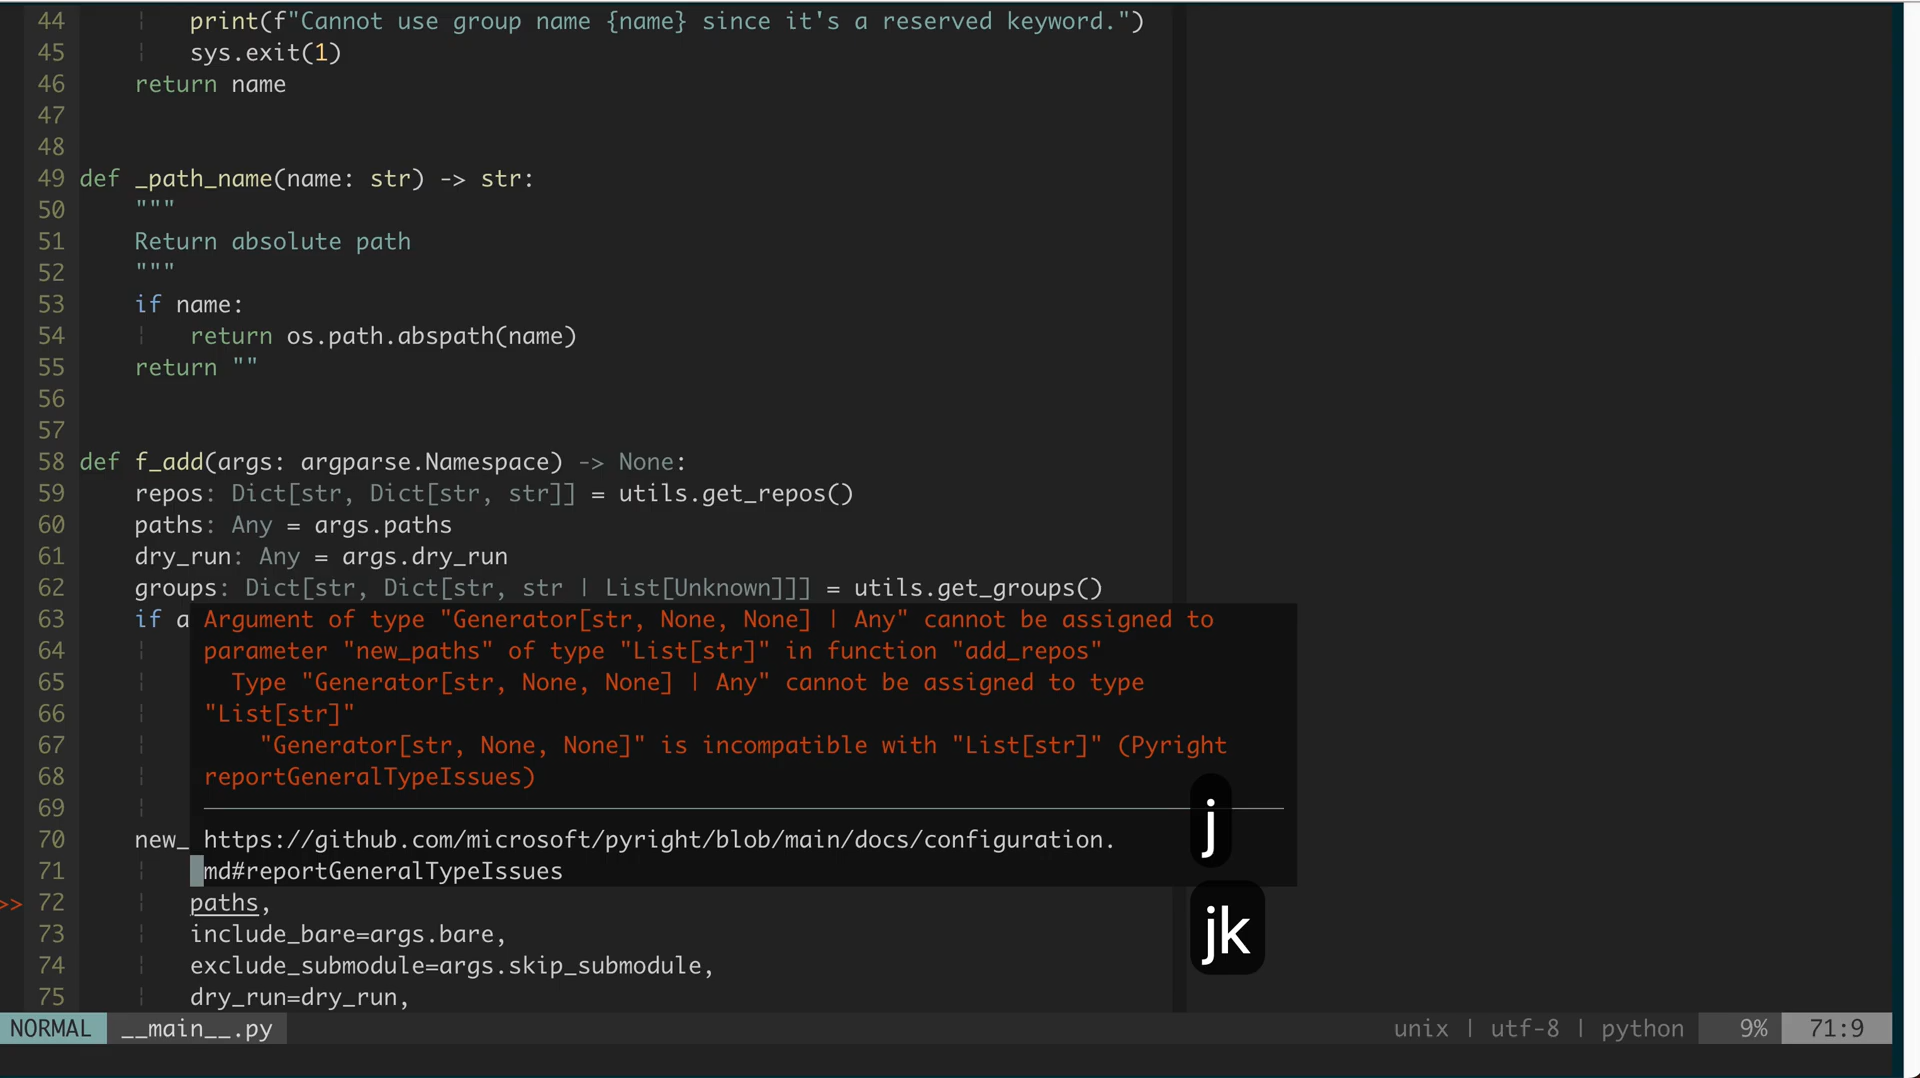 44 print(f"Cannot use group name {name} since it's a reserved keyword.")
45 sys.exit(1)
46 return name
47
48
49 def _path_name(name: str) -> str:
50 """
51 Return absolute path
52 """
53 if name:
54 return os.path.abspath(name)
55 return ""
56
57
58 def f_add(args: argparse.Namespace) -> None:
59 repos: Dict[str, Dict[str, str]] = utils.get_repos()
60 paths: Any = args.paths
61 dry_run: Any = args.dry_run
62 groups: Dict[str, Dict[str, str | List[Unknown]]] = utils.get_groups()
63 if a Argument of type "Generator[str, None, None] | Any" cannot be assigned to
64 parameter "new_paths" of type "List[str]" in function "add_repos"
65 Type "Generator[str, None, None] | Any" cannot be assigned to type
66 "List[str]"
67 "Generator[str, None, None]" is incompatible with "List[str]" (Pyright
68 reportGeneralTypeIssues)
69
70 new_ https://github.com/microsoft/pyright/blob/main/docs/configuration.
71 md#reportGeneralTypeIssues
>> 72 paths,
73 include_bare=args.bare,
74 exclude_submodule=args.skip_submodule,
75 dry_run=dry_run,
j
jk
NORMAL __main__.py unix | utf-8 | python 9% 71:9